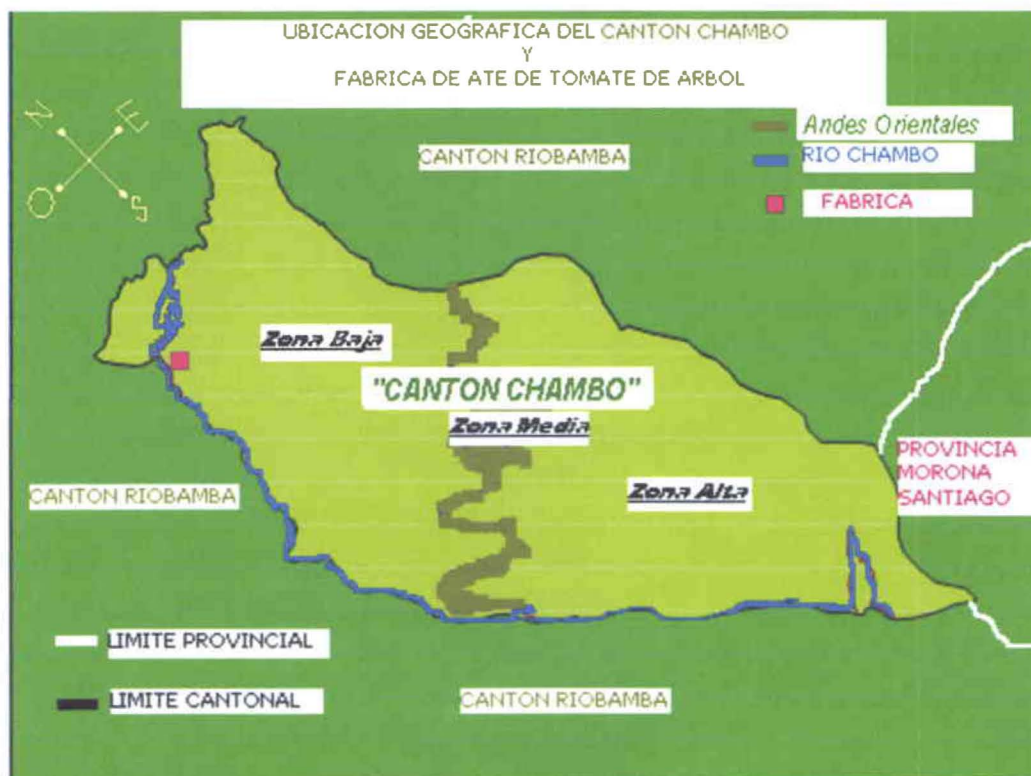 UBICACION GEOGRAFICA DEL CANTON CHAMBO
Y
FABRICA DE ATE DE TOMATE DE ARBOL
N
E
O
S
Andes Orientales
RIO CHAMBO
FABRICA
CANTON RIOBAMBA
Zona Baja
"CANTON CHAMBO"
Zona Media
Zona Alta
PROVINCIA
MORONA
SANTIAGO
CANTON RIOBAMBA
LIMITE PROVINCIAL
LIMITE CANTONAL
CANTON RIOBAMBA